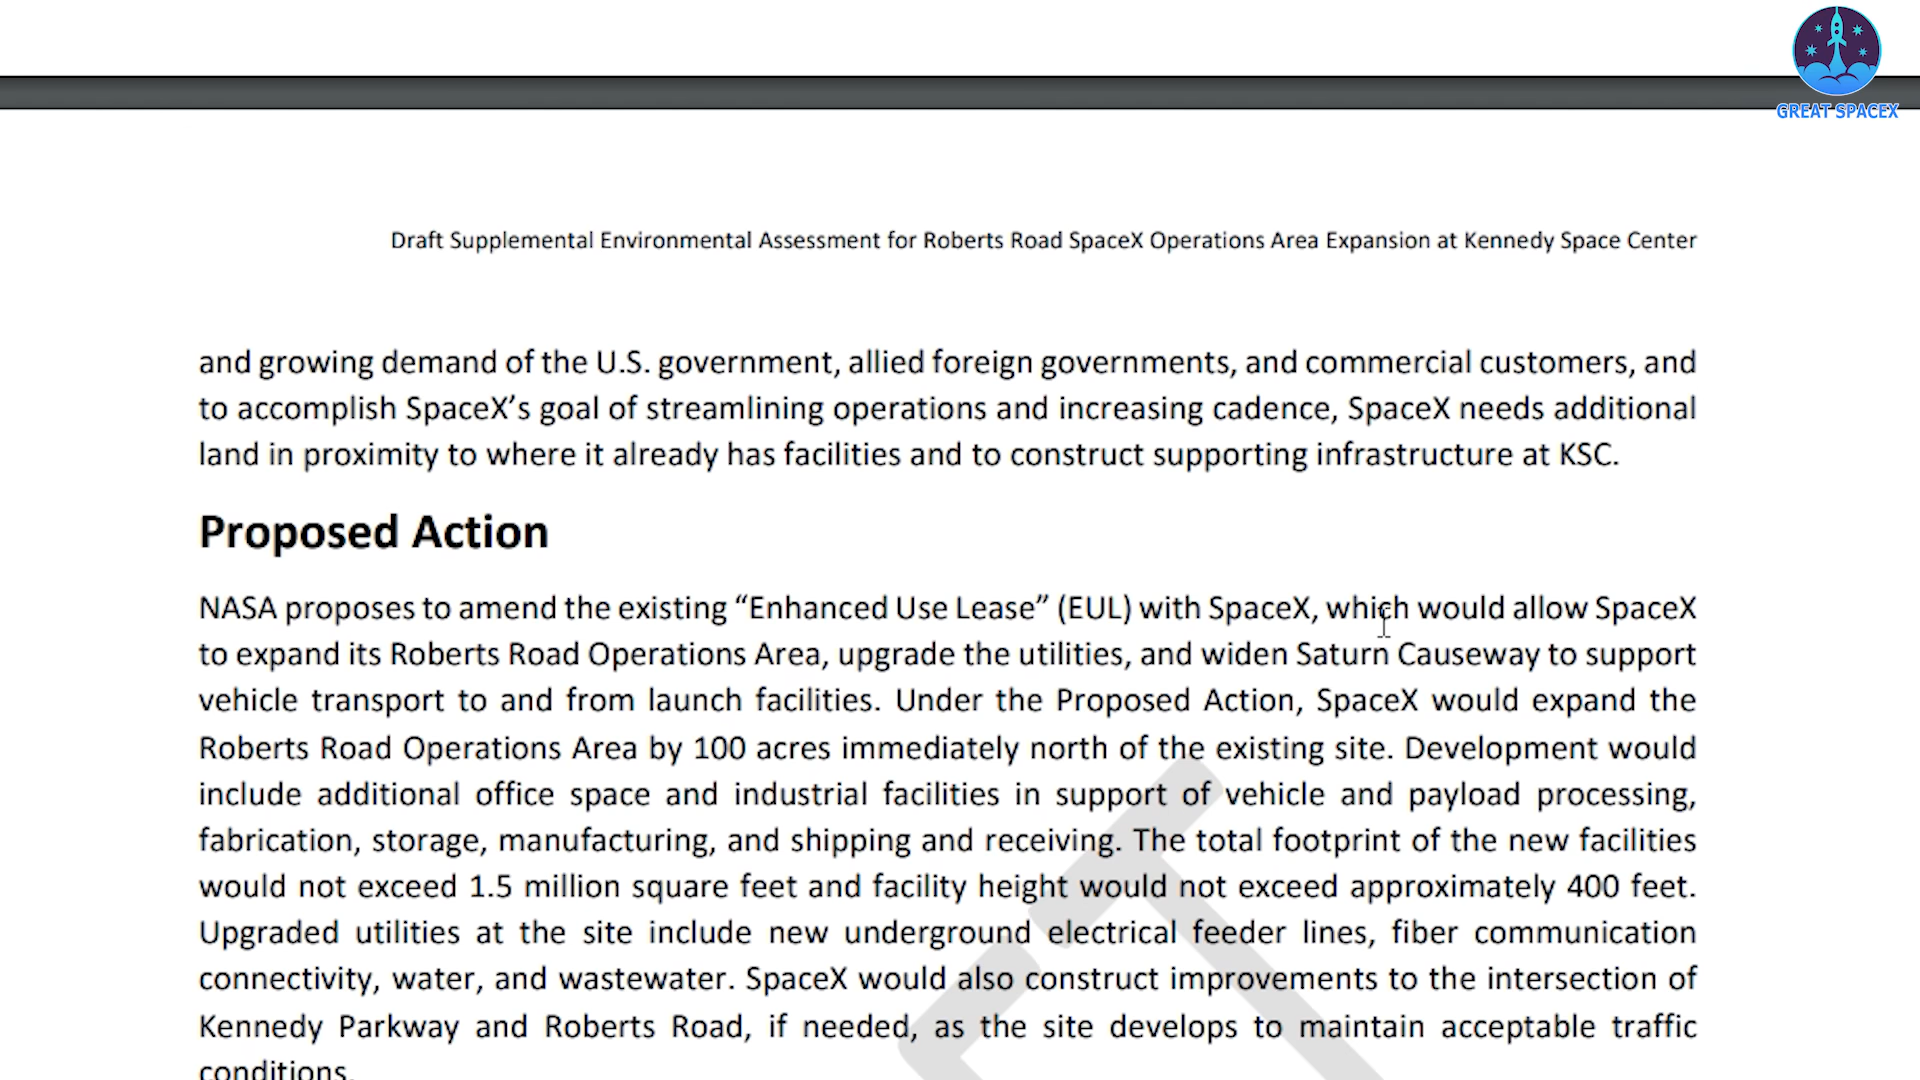 GREAT SPACEX
Draft Supplemental Environmental Assessment for Roberts Road SpaceX Operations Area Expansion at Kennedy Space Center
and growing demand of the U.S. government, allied foreign governments, and commercial customers, and
to accomplish SpaceX’s goal of streamlining operations and increasing cadence, SpaceX needs additional
land in proximity to where it already has facilities and to construct supporting infrastructure at KSC.
Proposed Action
NASA proposes to amend the existing “Enhanced Use Lease” (EUL) with SpaceX, which would allow SpaceX
to expand its Roberts Road Operations Area, upgrade the utilities, and widen Saturn Causeway to support
vehicle transport to and from launch facilities. Under the Proposed Action, SpaceX would expand the
Roberts Road Operations Area by 100 acres immediately north of the existing site. Development would
include additional office space and industrial facilities in support of vehicle and payload processing,
fabrication, storage, manufacturing, and shipping and receiving. The total footprint of the new facilities
would not exceed 1.5 million square feet and facility height would not exceed approximately 400 feet.
Upgraded utilities at the site include new underground electrical feeder lines, fiber communication
connectivity, water, and wastewater. SpaceX would also construct improvements to the intersection of
Kennedy Parkway and Roberts Road, if needed, as the site develops to maintain acceptable traffic
conditions.